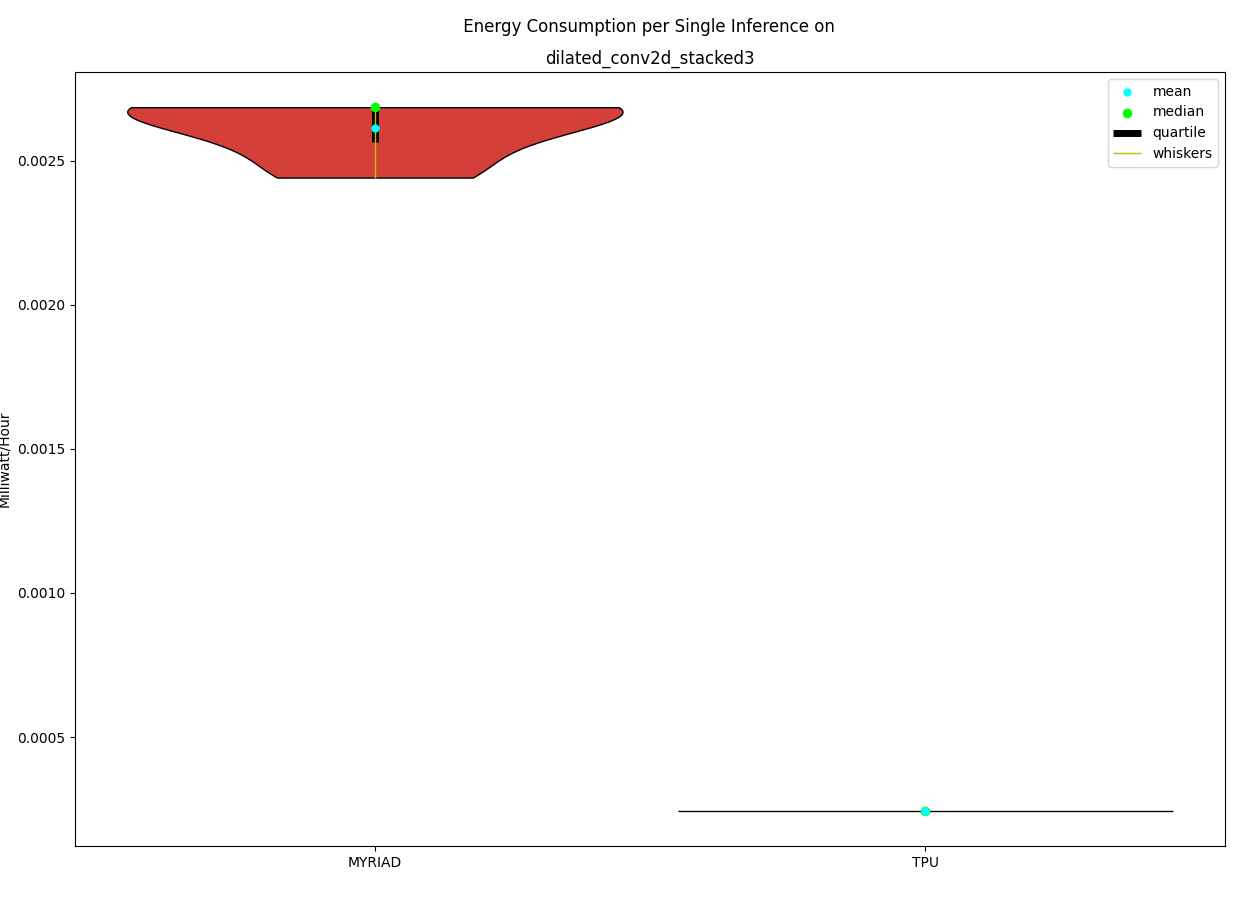 Energy Consumption per Single Inference on
dilated_conv2d_stacked3
mean
median
quartile
whiskers
0.0025
0.0020
0.0015
0.0010
0.0005
Milliwatt/Hour
MYRIAD
TPU